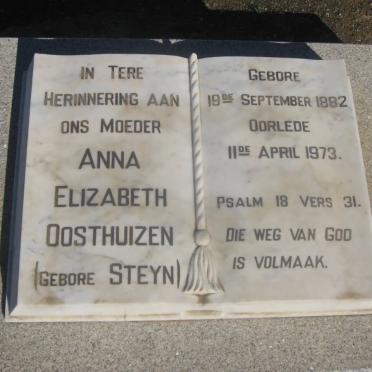 In Tere
Herinnering aan
ons Moeder
Anna
Elizabeth
Oosthuizen
(gebore Steyn)
Gebore
19de September 1882
Oorlede
11de April 1973.
Psalm 18 Vers 31.
Die weg van God
is volmaak.